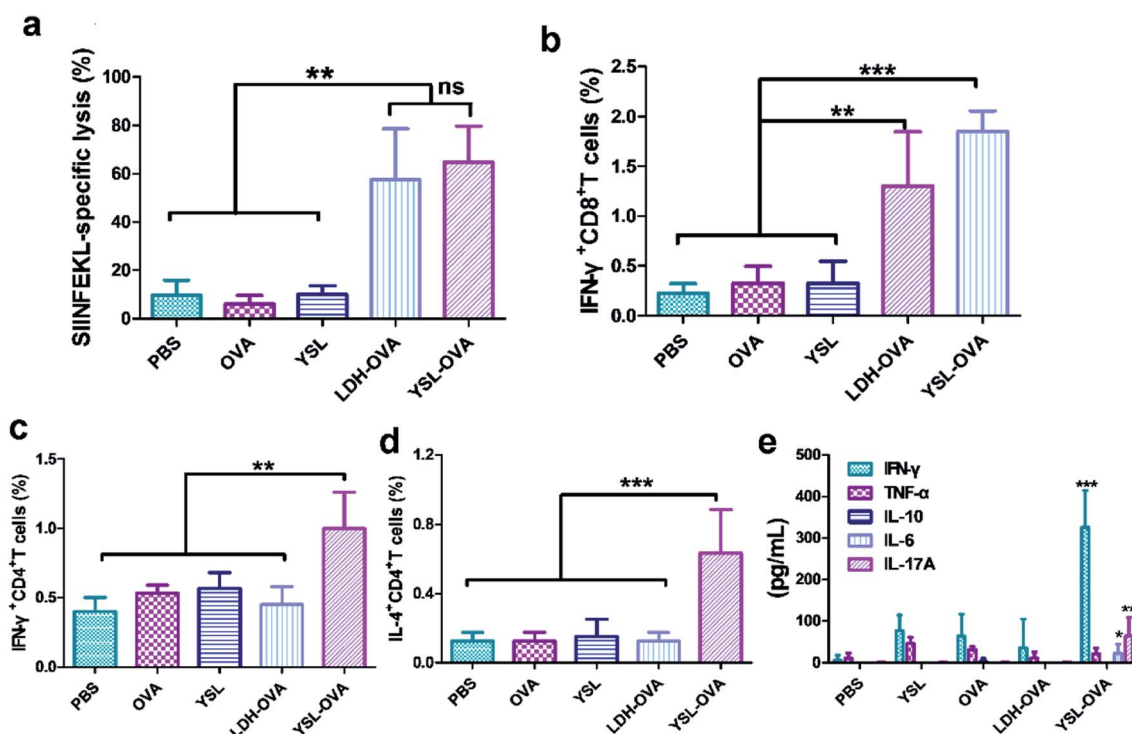 a
SIINFEKL-specific lysis (%)
100
80
60
40
20
0
**
ns
PBS
OVA
YSL
LDH-OVA
YSL-OVA
b
IFN-γ +CD8+T cells (%)
2.5
2.0
1.5
1.0
0.5
0.0
***
**
PBS
OVA
YSL
LDH-OVA
YSL-OVA
c
IFN-γ +CD4+T cells (%)
1.5
1.0
0.5
0.0
**
PBS
OVA
YSL
LDH-OVA
YSL-OVA
d
IL-4+CD4+T cells (%)
1.2
0.8
0.4
0.0
***
PBS
OVA
YSL
LDH-OVA
YSL-OVA
e
(pg/mL)
500
400
300
200
100
0
IFN-γ
TNF-α
IL-10
IL-6
IL-17A
***
*
**
PBS
YSL
OVA
LDH-OVA
YSL-OVA